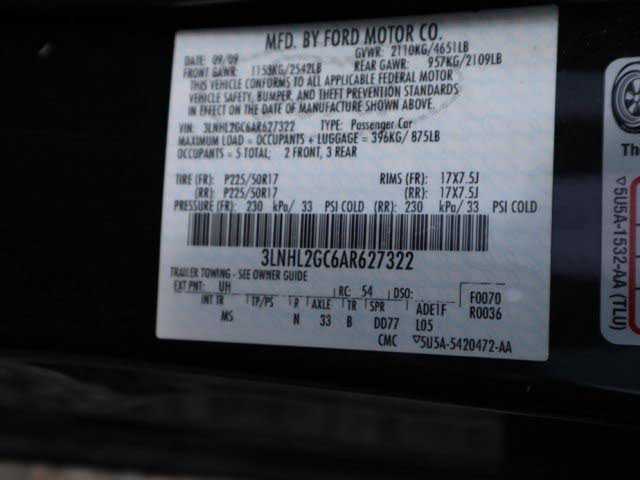 MFD. BY FORD MOTOR CO.
DATE: 09/09 GVWR: 2110KG/4651LB
FRONT GAWR: 1153KG/2542LB REAR GAWR: 957KG/2109LB
THIS VEHICLE CONFORMS TO ALL APPLICABLE FEDERAL MOTOR
VEHICLE SAFETY, BUMPER, AND THEFT PREVENTION STANDARDS
IN EFFECT ON THE DATE OF MANUFACTURE SHOWN ABOVE.
VIN: 3LNHL2GC6AR627322 TYPE: Passenger Car
MAXIMUM LOAD = OCCUPANTS + LUGGAGE = 396KG/ 875LB
OCCUPANTS = 5 TOTAL; 2 FRONT, 3 REAR
TIRE (FR): P225/50R17 RIMS (FR): 17X7.5J
(RR): P225/50R17 (RR): 17X7.5J
PRESSURE (FR): 230 kPa/ 33 PSI COLD (RR): 230 kPa/ 33 PSI COLD
3LNHL2GC6AR627322
TRAILER TOWING - SEE OWNER GUIDE
EXT PNT: UH RC: 54 DSO: F0070
INT TR TP/PS R AXLE TR SPR ADE1F R0036
MS N 33 B DD77 L05
CMC ▽5U5A-5420472-AA
Th
▽5U5A-1532-AA (TLU)